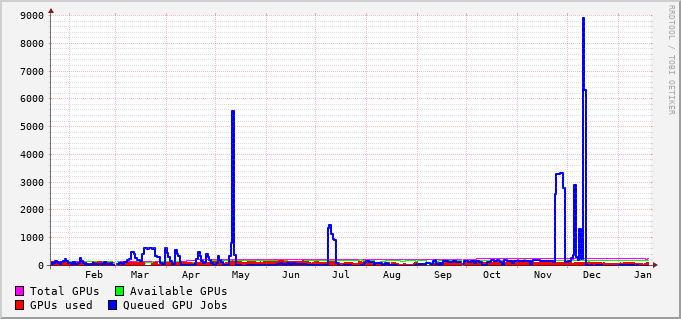 9000
8000
7000
6000
5000
4000
3000
2000
1000
0
Feb Mar Apr May Jun Jul Aug Sep Oct Nov Dec Jan
Total GPUs Available GPUs
GPUs used Queued GPU Jobs
RRDTOOL / TOBI OETIKER